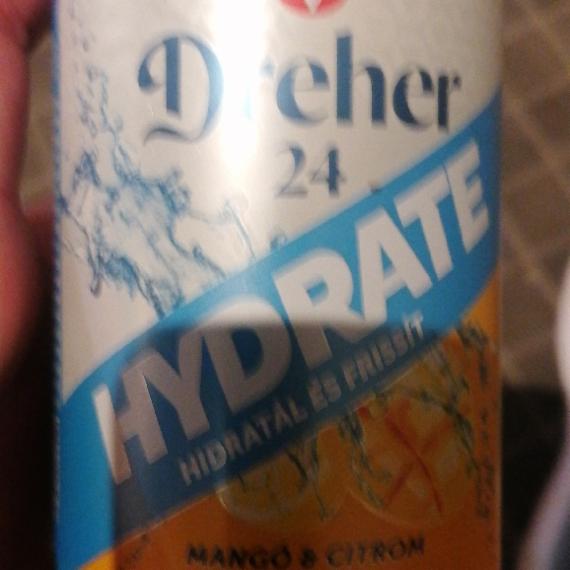 Dreher
24
HYDRATE
HIDRATÁL ÉS FRISSÍT
MANGÓ & CITROM